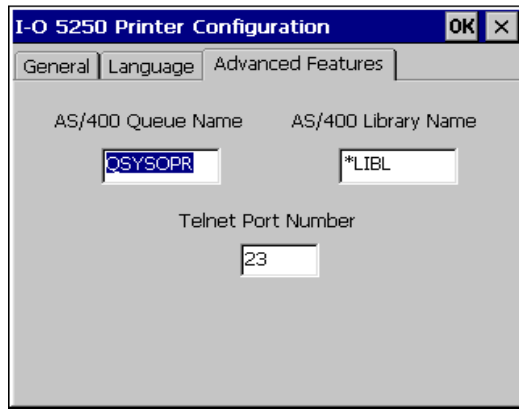 I-O 5250 Printer Configuration OK ×
General Language Advanced Features
AS/400 Queue Name AS/400 Library Name
QSYSOPR *LIBL
Telnet Port Number
23